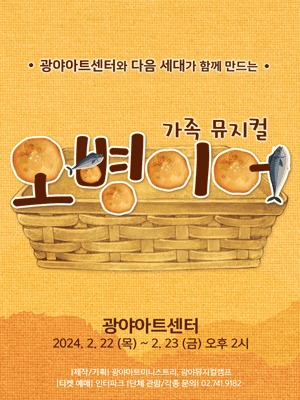 • 광야아트센터와 다음 세대가 함께 만드는 •
가족 뮤지컬
오병이어
광야아트센터
2024. 2. 22 (목) ~ 2. 23 (금) 오후 2시
|제작/기획| 광야아트미니스트리, 광야뮤지컬캠프
|티켓 예매| 인터파크 |단체 관람/각종 문의| 02.741.9182